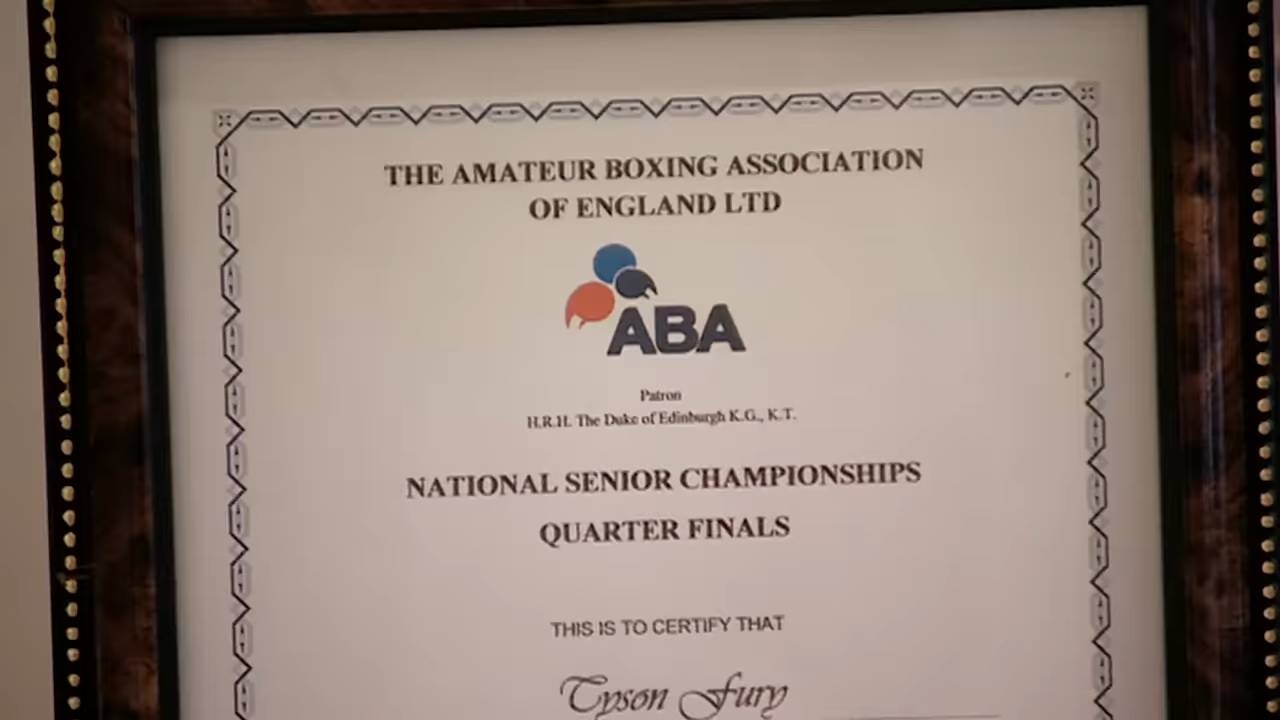 THE AMATEUR BOXING ASSOCIATION
OF ENGLAND LTD
ABA
Patron
H.R.H. The Duke of Edinburgh K.G., K.T.
NATIONAL SENIOR CHAMPIONSHIPS
QUARTER FINALS
THIS IS TO CERTIFY THAT
Tyson Fury